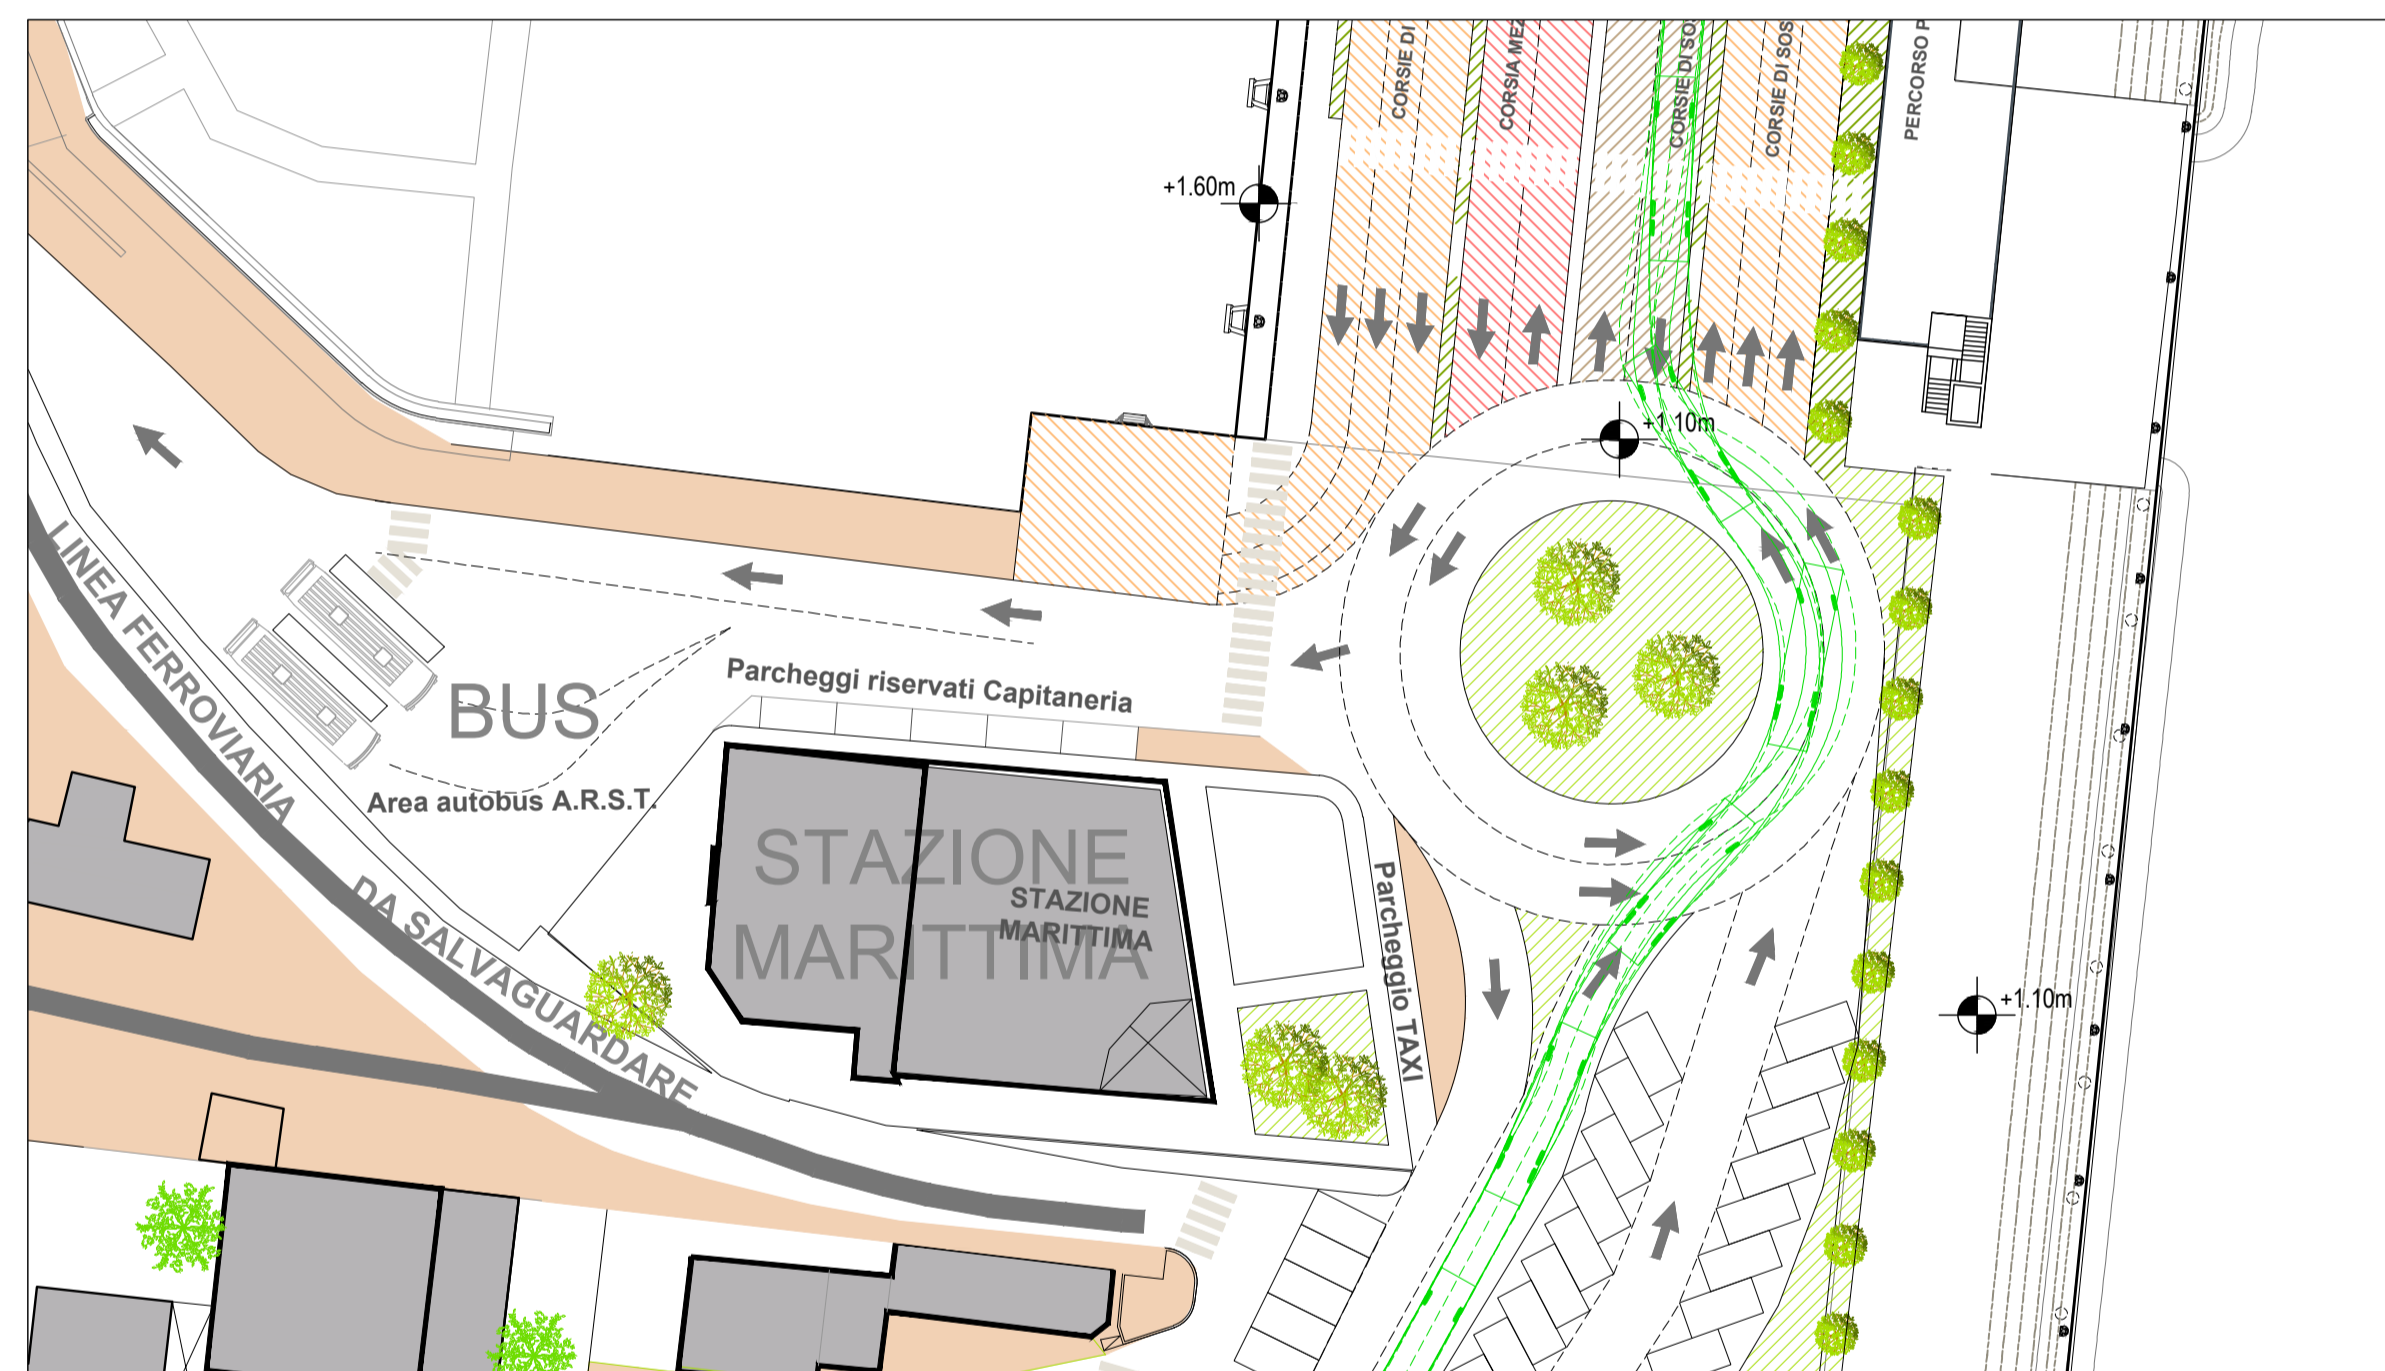 CORSIE DI
CORSIA MEZ
CORSIE DI SOS
CORSIE DI SOS
PERCORSO P
+1.60m
+1.10m
LINEA FERROVIARIA
DA SALVAGUARDARE
BUS
Parcheggi riservati Capitaneria
Area autobus A.R.S.T.
STAZIONE
MARITTIMA
STAZIONE
MARITTIMA
Parcheggio TAXI
+1.10m